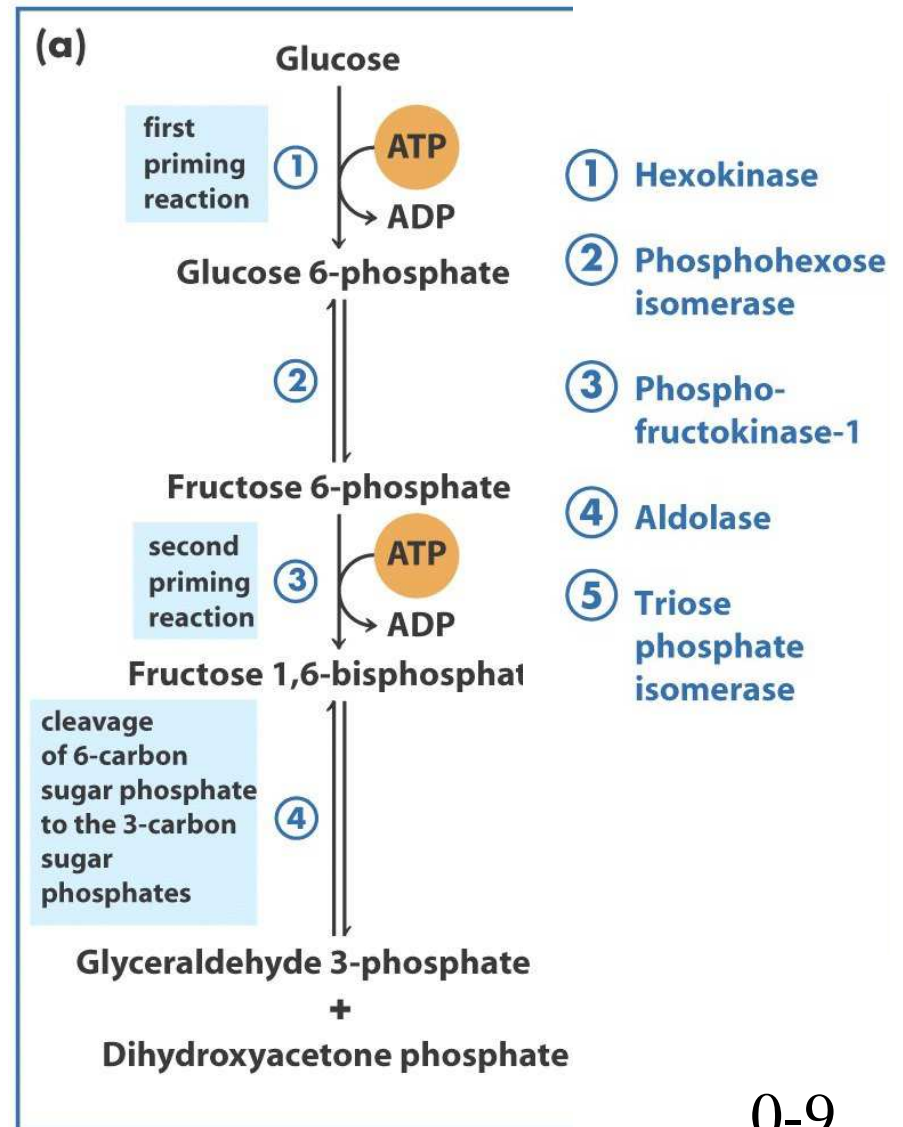 (a)
Glucose
first
priming
reaction
1
ATP
ADP
Glucose 6-phosphate
2
Fructose 6-phosphate
second
priming
reaction
3
ATP
ADP
Fructose 1,6-bisphosphat
cleavage
of 6-carbon
sugar phosphate
to the 3-carbon
sugar
phosphates
4
Glyceraldehyde 3-phosphate
+
Dihydroxyacetone phosphate
1 Hexokinase
2 Phosphohexose
isomerase
3 Phospho-
fructokinase-1
4 Aldolase
5 Triose
phosphate
isomerase
0-9